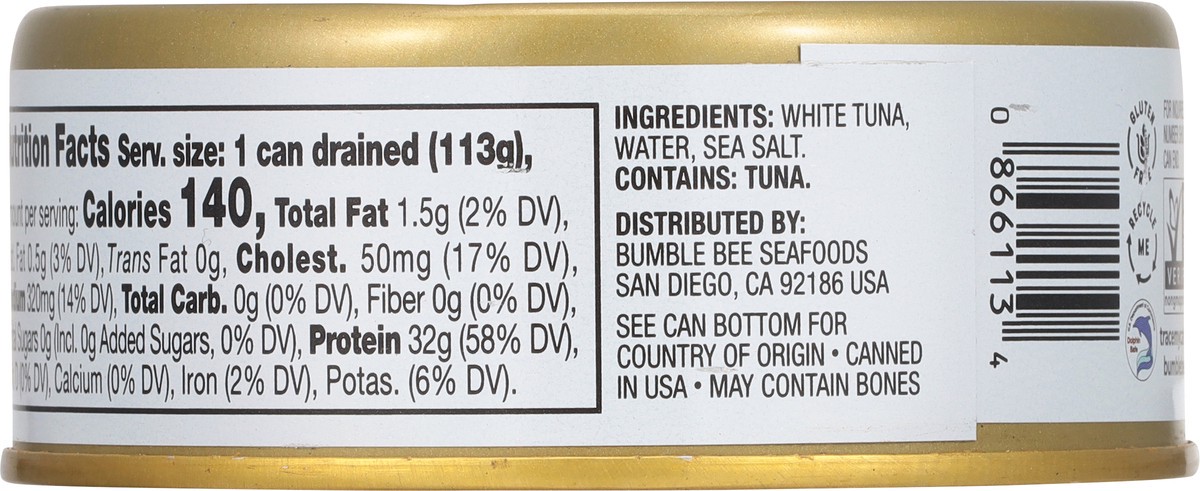 Facts Serv. size: 1 can drained (113g),
per serving: Calories 140, Total Fat 1.5g (2% DV),
Fat 0.5g (3% DV), Trans Fat 0g, Cholest. 50mg (17% DV),
320mg (14% DV), Total Carb. 0g (0% DV), Fiber 0g (0% DV),
Sugars 0g (Incl. 0g Added Sugars, 0% DV), Protein 32g (58% DV),
(0% DV), Calcium (0% DV), Iron (2% DV), Potas. (6% DV).
INGREDIENTS: WHITE TUNA,
WATER, SEA SALT.
CONTAINS: TUNA.
DISTRIBUTED BY:
BUMBLE BEE SEAFOODS
SAN DIEGO, CA 92186 USA
SEE CAN BOTTOM FOR
COUNTRY OF ORIGIN • CANNED
IN USA • MAY CONTAIN BONES
0 866113 4
GLUTEN
FREE
RECYCLE
ME
Dolphin
Safe